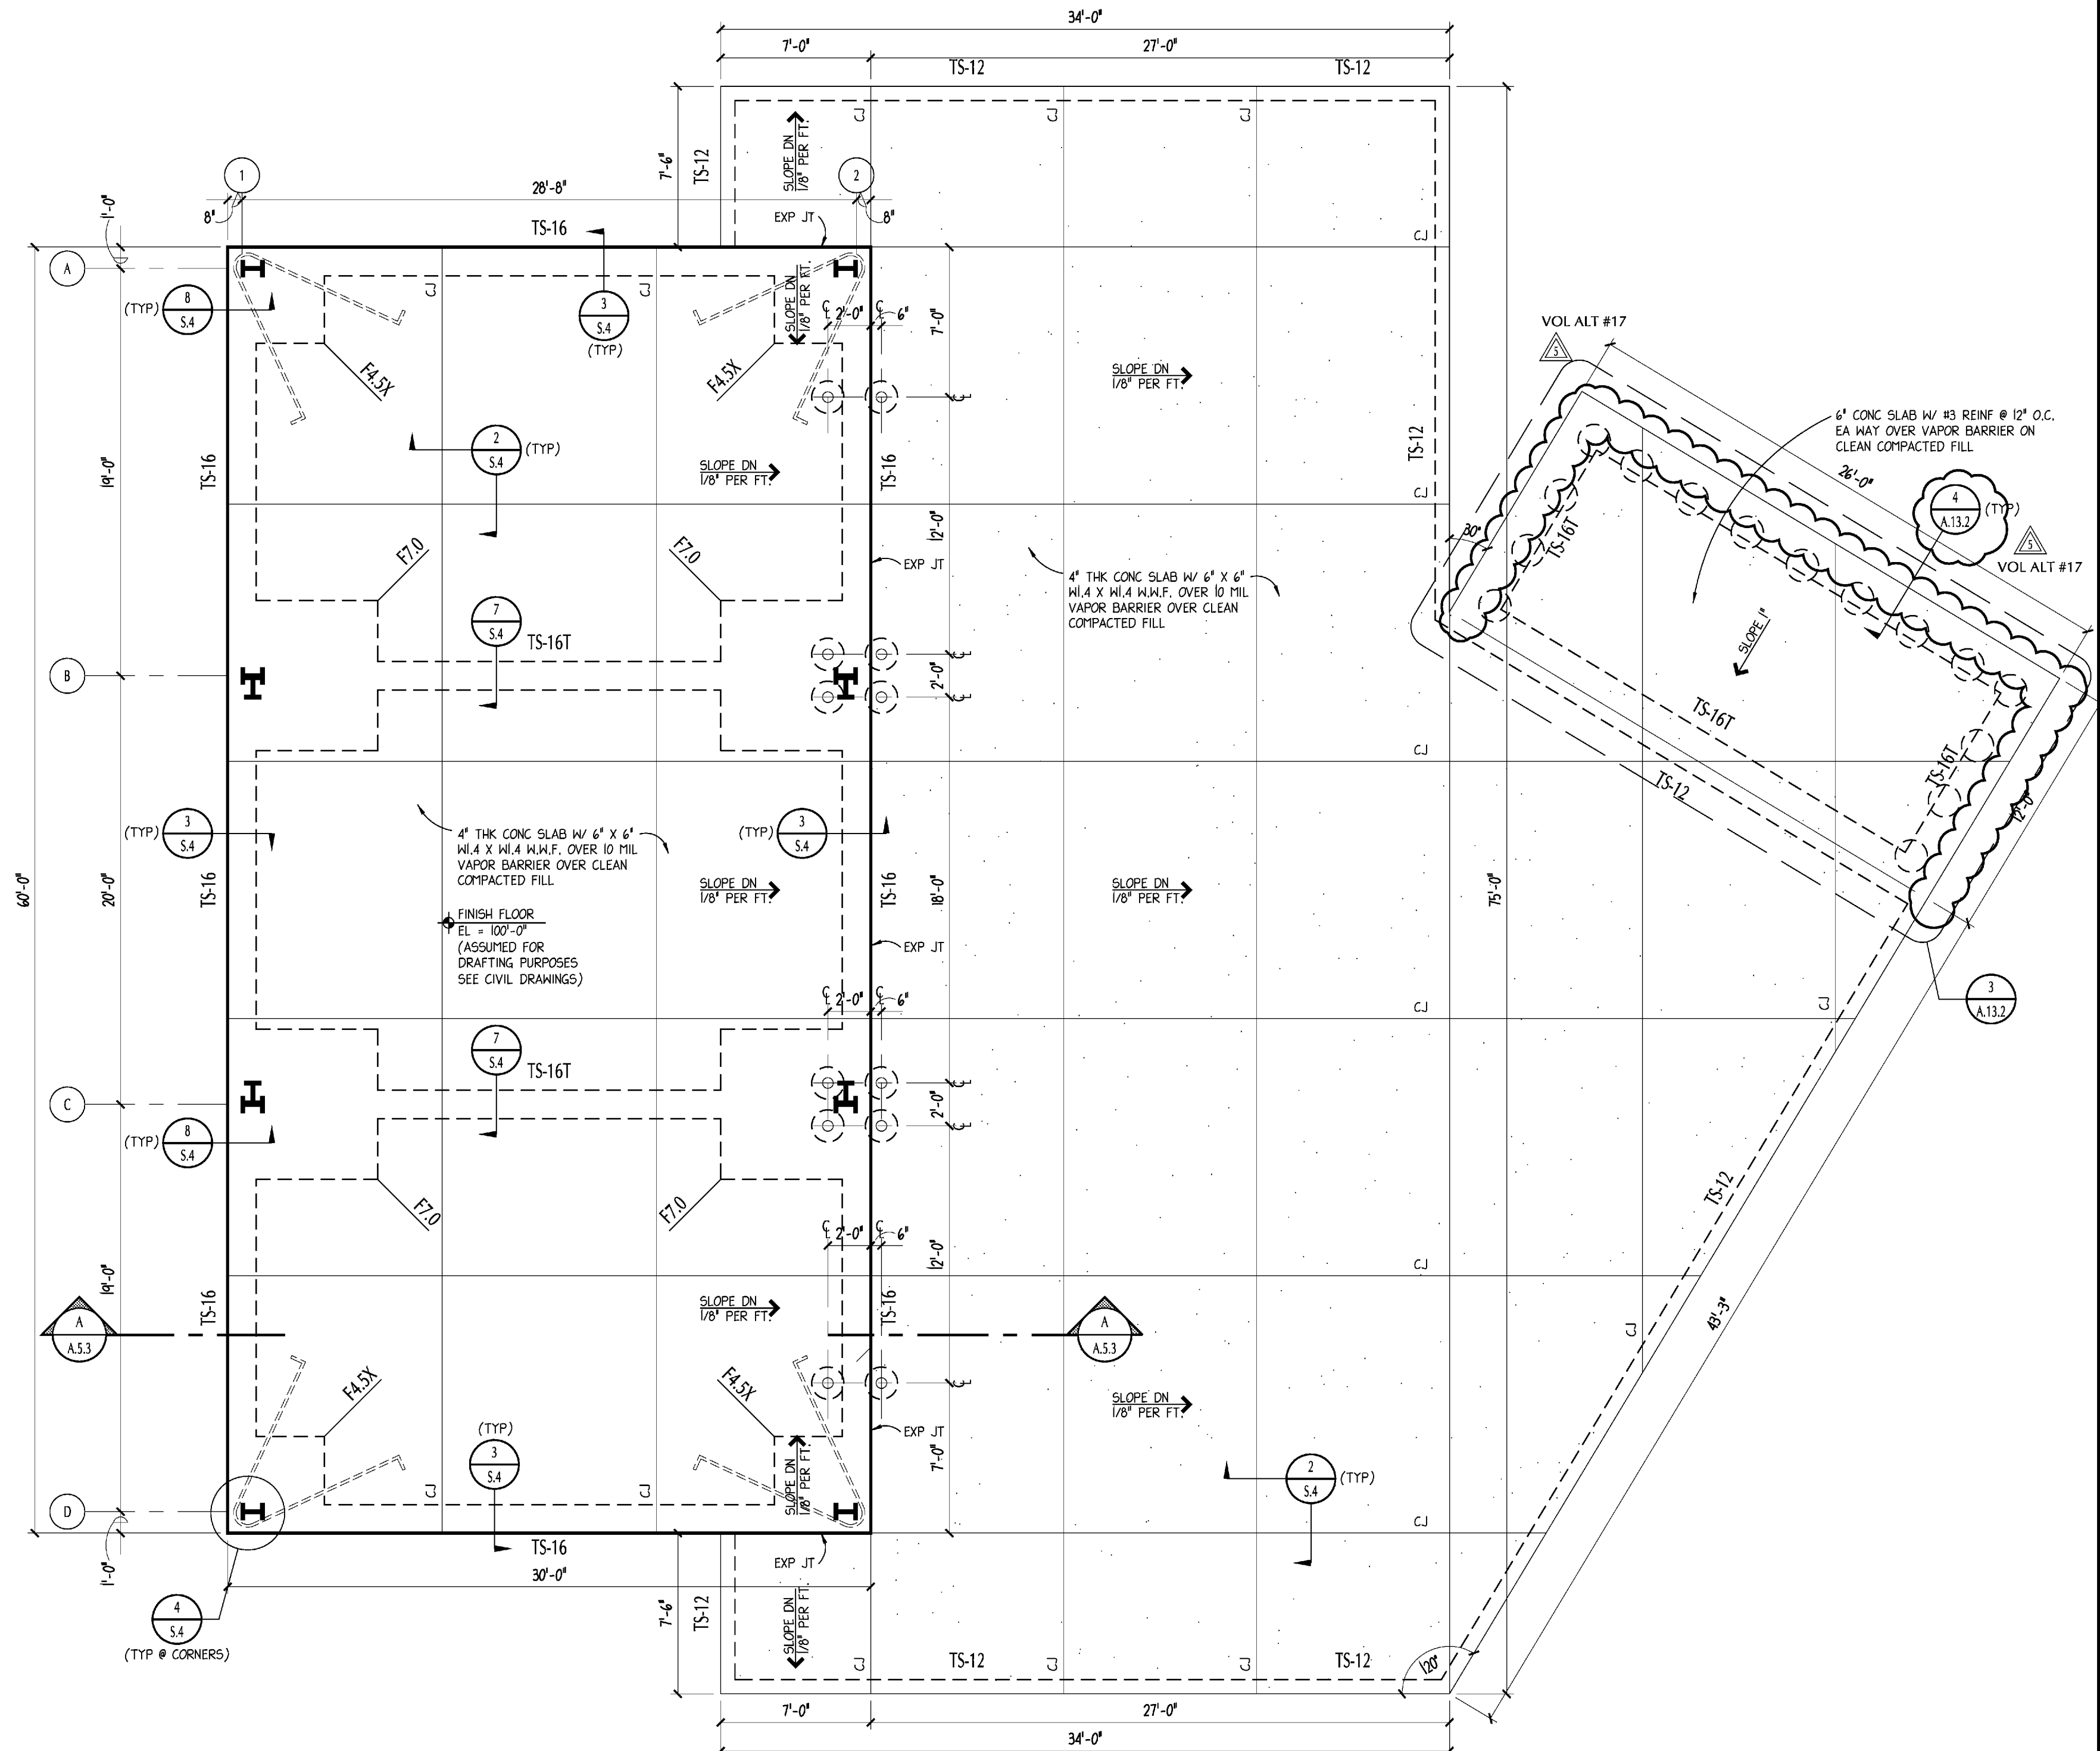 34'-0"
7'-0"
27'-0"
TS-12
TS-12
CJ
CJ
CJ
SLOPE DN
1/8" PER FT.
TS-12
7'-6"
1
2
28'-8"
8"
8"
1'-0"
TS-16
EXP JT
CJ
A
8
S.4
(TYP)
3
S.4
(TYP)
CJ
CJ
SLOPE DN
1/8" PER FT.
℄ 2'-0"
℄ 6"
7'-0"
F4.5X
F4.5X
SLOPE DN
1/8" PER FT.
VOL ALT #17
5
6" CONC SLAB W/ #3 REINF @ 12" O.C.
EA WAY OVER VAPOR BARRIER ON
CLEAN COMPACTED FILL
26'-0"
4
A.13.2
(TYP)
5
VOL ALT #17
2
S.4
(TYP)
19'-0"
TS-16
SLOPE DN
1/8" PER FT.
TS-16
TS-12
CJ
12'-0"
30°
TS-16T
F7.0
F7.0
EXP JT
4" THK CONC SLAB W/ 6" X 6"
W1.4 X W1.4 W.W.F. OVER 10 MIL
VAPOR BARRIER OVER CLEAN
COMPACTED FILL
SLOPE 1"
7
S.4
TS-16T
B
℄
2'-0"
℄
TS-16T
TS-12
TS-16T
12'-0"
CJ
3
S.4
(TYP)
4" THK CONC SLAB W/ 6" X 6"
W1.4 X W1.4 W.W.F. OVER 10 MIL
VAPOR BARRIER OVER CLEAN
COMPACTED FILL
(TYP)
3
S.4
60'-0"
20'-0"
TS-16
SLOPE DN
1/8" PER FT.
TS-16
18'-0"
SLOPE DN
1/8" PER FT.
75'-0"
FINISH FLOOR
EL = 100'-0"
(ASSUMED FOR
DRAFTING PURPOSES
SEE CIVIL DRAWINGS)
EXP JT
℄ 2'-0"
℄ 6"
CJ
CJ
3
A.13.2
7
S.4
TS-16T
C
℄
2'-0"
℄
(TYP)
8
S.4
F7.0
F7.0
TS-12
℄ 2'-0"
℄ 6"
12'-0"
CJ
19'-0"
TS-16
SLOPE DN
1/8" PER FT.
TS-16
A
A.5.3
A
A.5.3
CJ
43'-3"
F4.5X
F4.5X
℄
SLOPE DN
1/8" PER FT.
(TYP)
3
S.4
CJ
CJ
SLOPE DN
1/8" PER FT.
EXP JT
7'-0"
2
S.4
(TYP)
D
CJ
TS-16
EXP JT
1'-0"
30'-0"
4
S.4
(TYP @ CORNERS)
7'-6"
TS-12
SLOPE DN
1/8" PER FT.
CJ
TS-12
CJ
CJ
TS-12
120°
7'-0"
27'-0"
34'-0"